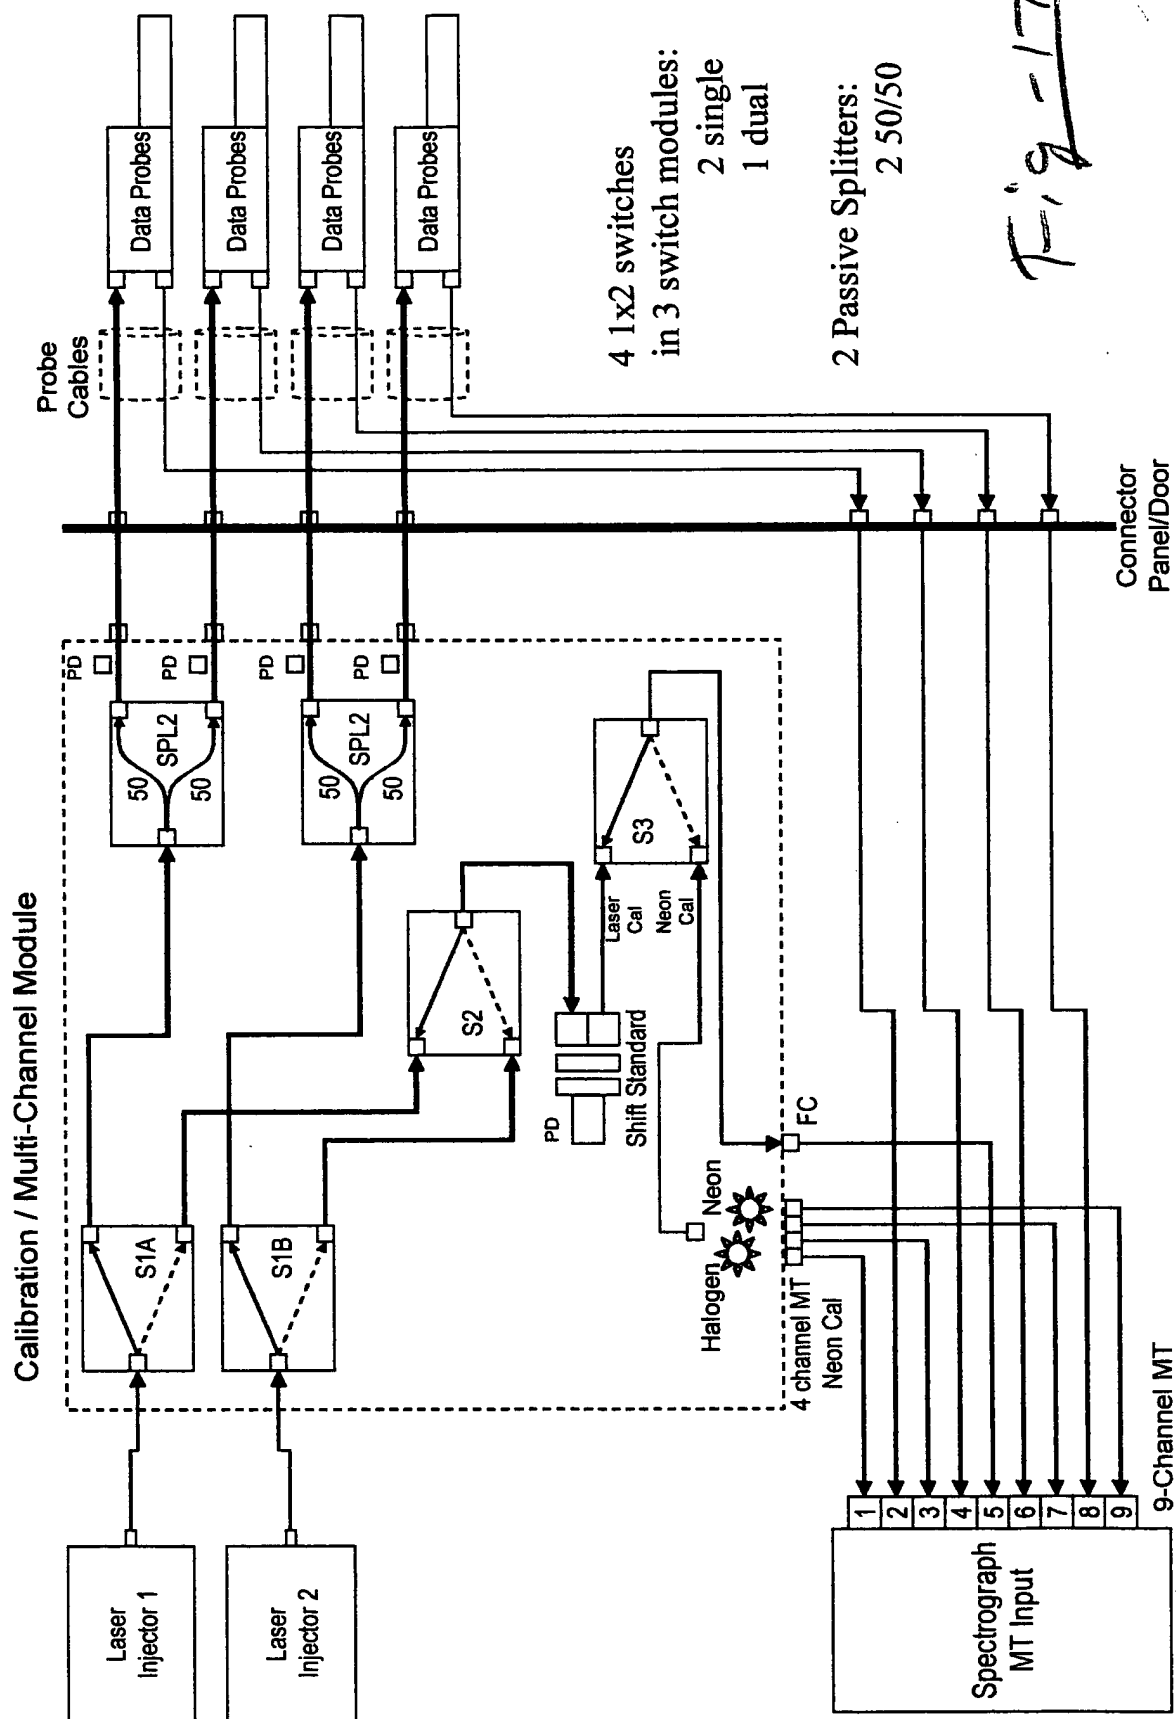 Calibration / Multi-Channel Module
Laser
Injector 1
Laser
Injector 2
S1A
S1B
50
50
SPL2
50
50
SPL2
PD
PD
PD
PD
S2
S3
Laser
Cal
Neon
Cal
PD
Shift Standard
Halogen
Neon
FC
4 channel MT
Neon Cal
Probe
Cables
Data Probes
Data Probes
Data Probes
Data Probes
Connector
Panel/Door
Spectrograph
MT Input
1
2
3
4
5
6
7
8
9
9-Channel MT
4 1x2 switches
in 3 switch modules:
2 single
1 dual
2 Passive Splitters:
2 50/50
Fig - 17